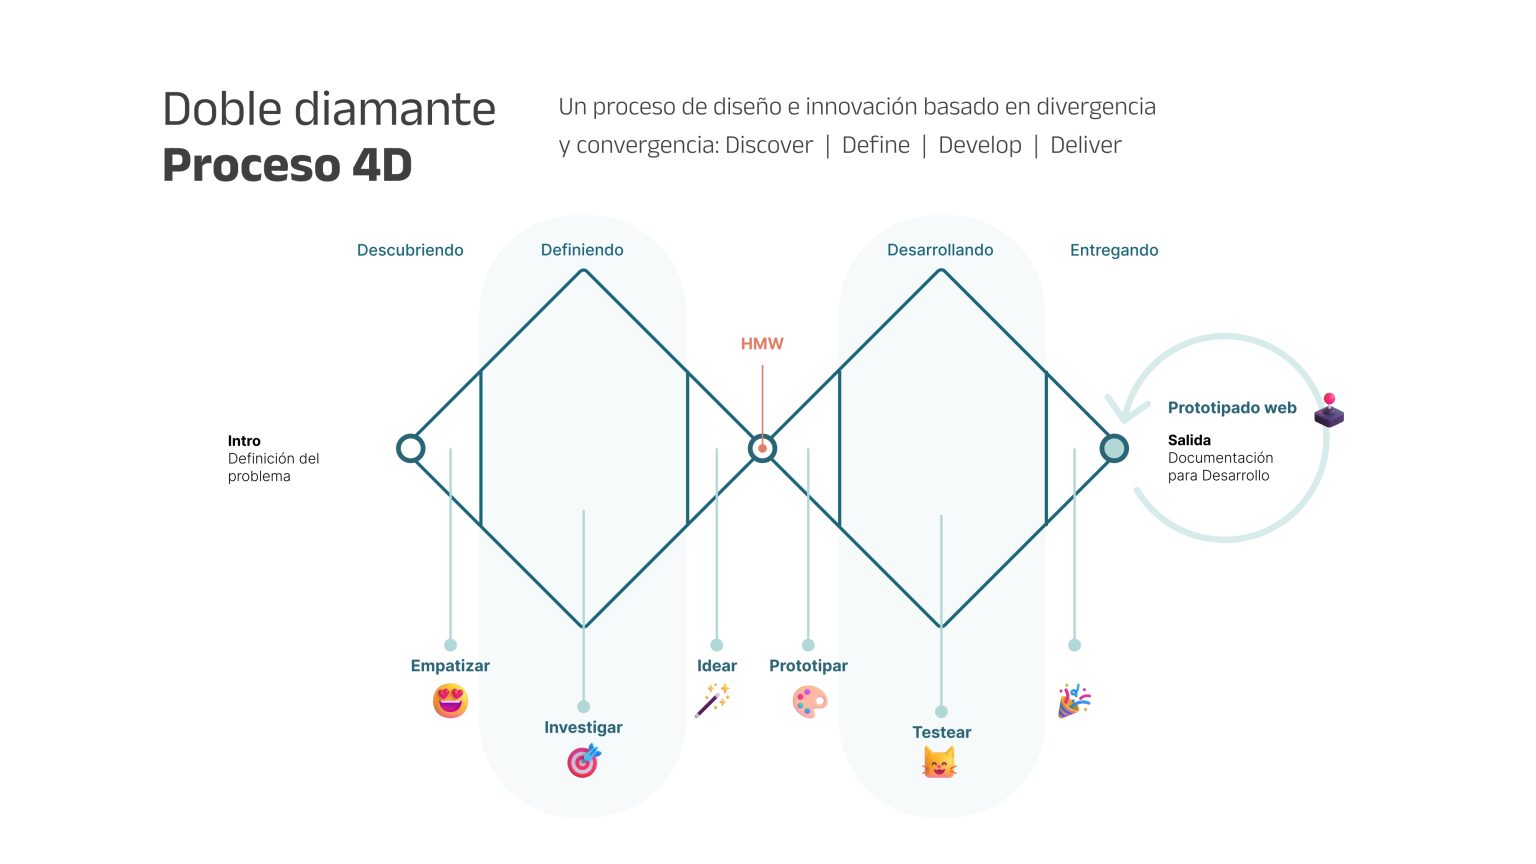 Doble diamante
Proceso 4D
Un proceso de diseño e innovación basado en divergencia
y convergencia: Discover | Define | Develop | Deliver
Descubriendo
Definiendo
Desarrollando
Entregando
HMW
Intro
Definición del
problema
Prototipado web
Salida
Documentación
para Desarrollo
Empatizar
Investigar
Idear
Prototipar
Testear